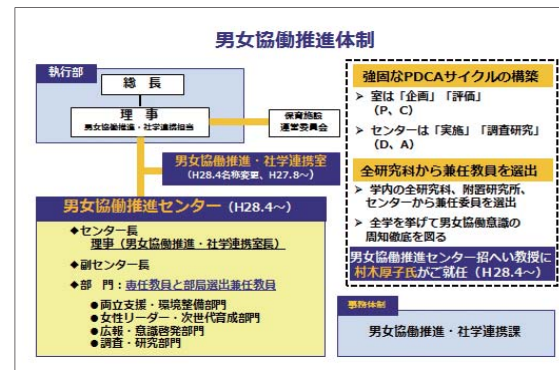 男女協働推進体制
執行部
総長
理事
男女協働推進・社学連携担当
保育施設
運営委員会
男女協働推進・社学連携室
(H28.4名称変更、H27.8～)
男女協働推進センター(H28.4～)
◆センター長
理事(男女協働推進・社学連携室長)
◆副センター長
◆部 門:専任教員と部局選出兼任教員
●両立支援・環境整備部門
●女性リーダー・次世代育成部門
●広報・意識啓発部門
●調査・研究部門
強固なPDCAサイクルの構築
➢ 室は「企画」「評価」
(P、C)
➢ センターは「実施」「調査研究」
(D、A)
全研究科から兼任教員を選出
➢ 学内の全研究科、附置研究所、
センターから兼任委員を選出
➢ 全学を挙げて男女協働意識の
周知徹底を図る
男女協働推進センター招へい教授に
村木厚子氏がご就任(H28.4～)
事務体制
男女協働推進・社学連携課